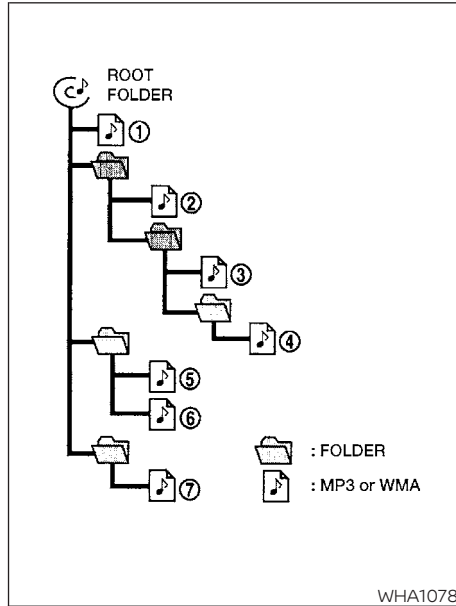 ROOT
FOLDER
①
②
③
④
⑤
⑥
⑦
: FOLDER
: MP3 or WMA
WHA1078